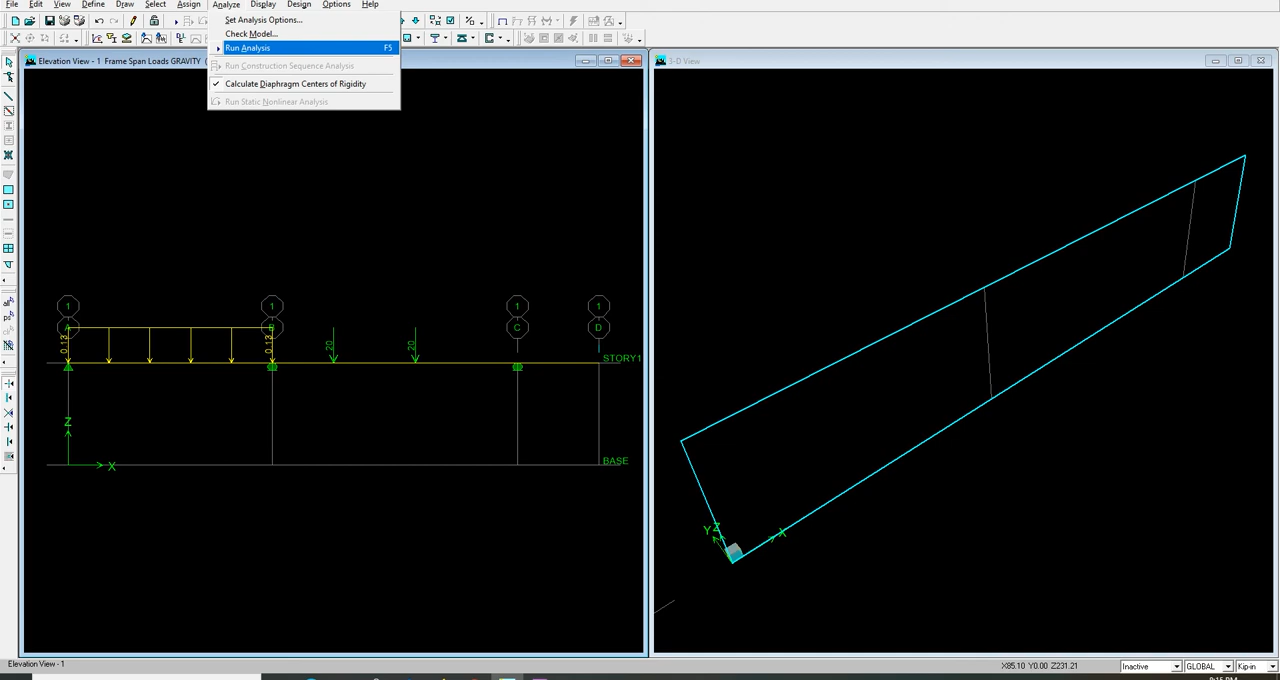 File Edit View Define Draw Select Assign Analyze Display Design Options Help
Set Analysis Options...
Check Model...
Run Analysis F5
Run Construction Sequence Analysis
Calculate Diaphragm Centers of Rigidity
Run Static Nonlinear Analysis
Elevation View - 1 Frame Span Loads GRAVITY (
3-D View
1 1 1 1
A B C D
0.13 0.13 20 20
STORY1
Z
X
BASE
Y Z X
Elevation View - 1
X85.10 Y0.00 Z231.21 Inactive GLOBAL Kip-in